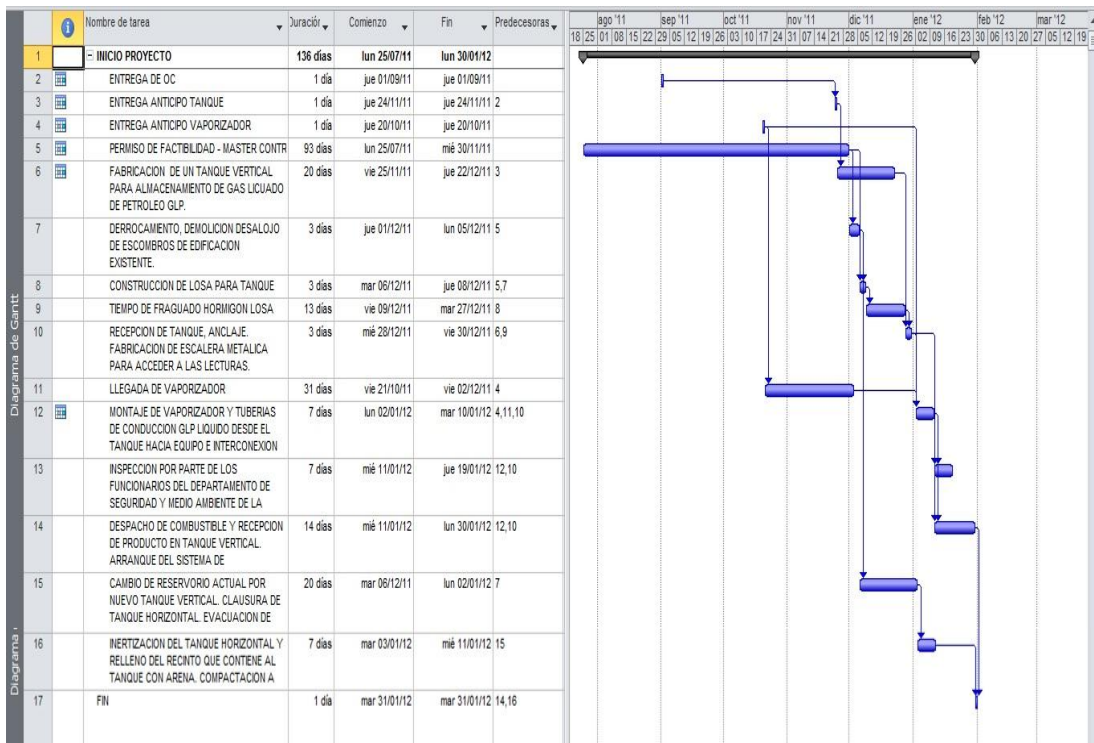 Nombre de tarea Duración Comienzo Fin Predecesoras
ago '11 sep '11 oct '11 nov '11 dic '11 ene '12 feb '12 mar '12
18 25 01 08 15 22 29 05 12 19 26 03 10 17 24 31 07 14 21 28 05 12 19 26 02 09 16 23 30 06 13 20 27 05 12 19
1 INICIO PROYECTO 136 días lun 25/07/11 lun 30/01/12
2 ENTREGA DE OC 1 día jue 01/09/11 jue 01/09/11
3 ENTREGA ANTICIPO TANQUE 1 día jue 24/11/11 jue 24/11/11 2
4 ENTREGA ANTICIPO VAPORIZADOR 1 día jue 20/10/11 jue 20/10/11
5 PERMISO DE FACTIBILIDAD - MASTER CONTR 93 días lun 25/07/11 mié 30/11/11
6 FABRICACION DE UN TANQUE VERTICAL 20 días vie 25/11/11 jue 22/12/11 3
PARA ALMACENAMIENTO DE GAS LICUADO
DE PETROLEO GLP.
7 DERROCAMIENTO, DEMOLICION DESALOJO 3 días jue 01/12/11 lun 05/12/11 5
DE ESCOMBROS DE EDIFICACION
EXISTENTE.
8 CONSTRUCCION DE LOSA PARA TANQUE 3 días mar 06/12/11 jue 08/12/11 5,7
9 TIEMPO DE FRAGUADO HORMIGON LOSA 13 días vie 09/12/11 mar 27/12/11 8
10 RECEPCION DE TANQUE, ANCLAJE. 3 días mié 28/12/11 vie 30/12/11 6,9
FABRICACION DE ESCALERA METALICA
PARA ACCEDER A LAS LECTURAS.
11 LLEGADA DE VAPORIZADOR 31 días vie 21/10/11 vie 02/12/11 4
12 MONTAJE DE VAPORIZADOR Y TUBERIAS 7 días lun 02/01/12 mar 10/01/12 4,11,10
DE CONDUCCION GLP LIQUIDO DESDE EL
TANQUE HACIA EQUIPO E INTERCONEXION
13 INSPECCION POR PARTE DE LOS 7 días mié 11/01/12 jue 19/01/12 12,10
FUNCIONARIOS DEL DEPARTAMENTO DE
SEGURIDAD Y MEDIO AMBIENTE DE LA
14 DESPACHO DE COMBUSTIBLE Y RECEPCION 14 días mié 11/01/12 lun 30/01/12 12,10
DE PRODUCTO EN TANQUE VERTICAL.
ARRANQUE DEL SISTEMA DE
15 CAMBIO DE RESERVORIO ACTUAL POR 20 días mar 06/12/11 lun 02/01/12 7
NUEVO TANQUE VERTICAL. CLAUSURA DE
TANQUE HORIZONTAL. EVACUACION DE
16 INERTIZACION DEL TANQUE HORIZONTAL Y 7 días mar 03/01/12 mié 11/01/12 15
RELLENO DEL RECINTO QUE CONTIENE AL
TANQUE CON ARENA. COMPACTACION A
17 FIN 1 día mar 31/01/12 mar 31/01/12 14,16
Diagrama de Gantt
Diagrama